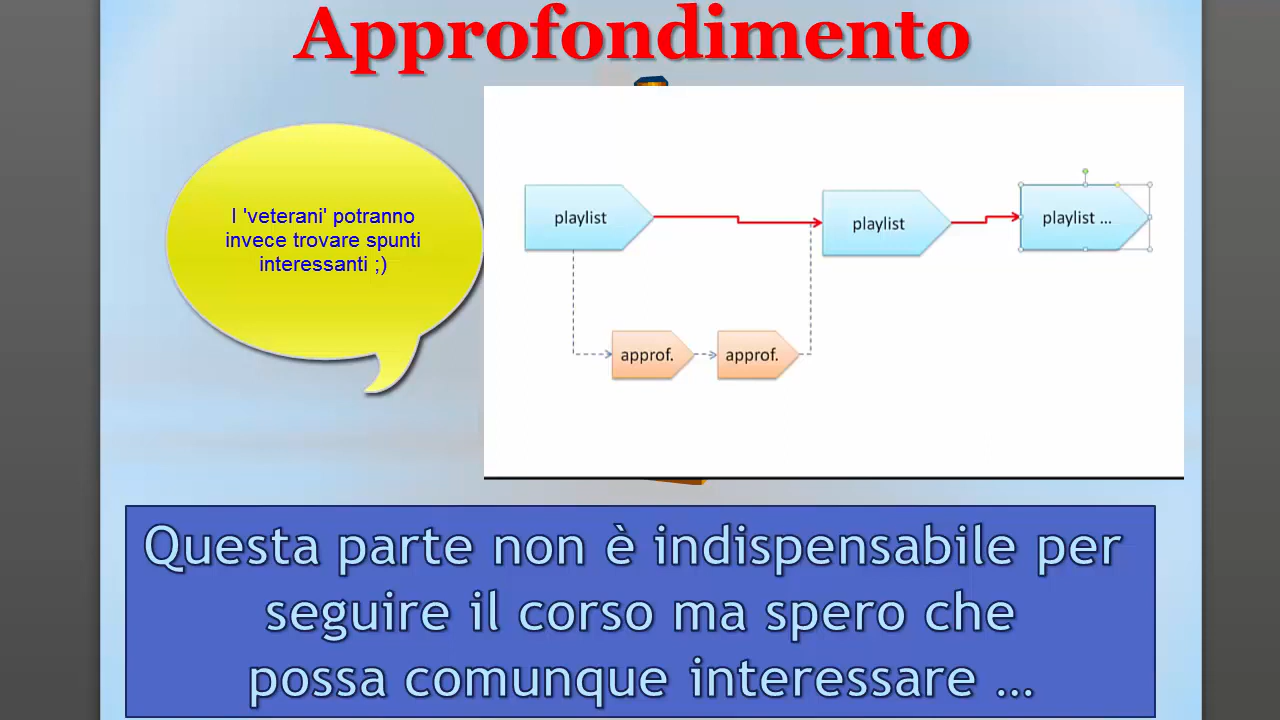 Approfondimento
I 'veterani' potranno
invece trovare spunti
interessanti ;)
playlist
playlist
playlist ...
approf.
approf.
Questa parte non è indispensabile per
seguire il corso ma spero che
possa comunque interessare ...